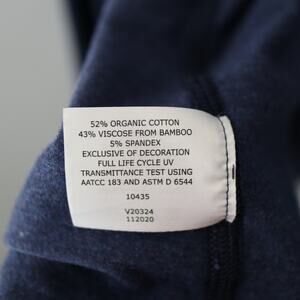 52% ORGANIC COTTON
43% VISCOSE FROM BAMBOO
5% SPANDEX
EXCLUSIVE OF DECORATION
FULL LIFE CYCLE UV
TRANSMITTANCE TEST USING
AATCC 183 AND ASTM D 6544
10435
V20324
112020